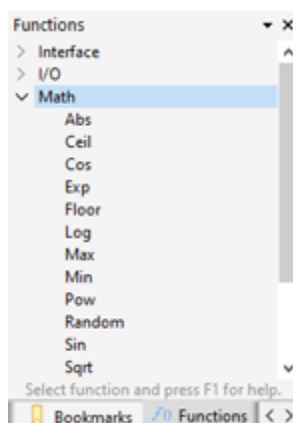 Functions
Interface
I/O
Math
Abs
Ceil
Cos
Exp
Floor
Log
Max
Min
Pow
Random
Sin
Sqrt
Select function and press F1 for help.
Bookmarks f() Functions